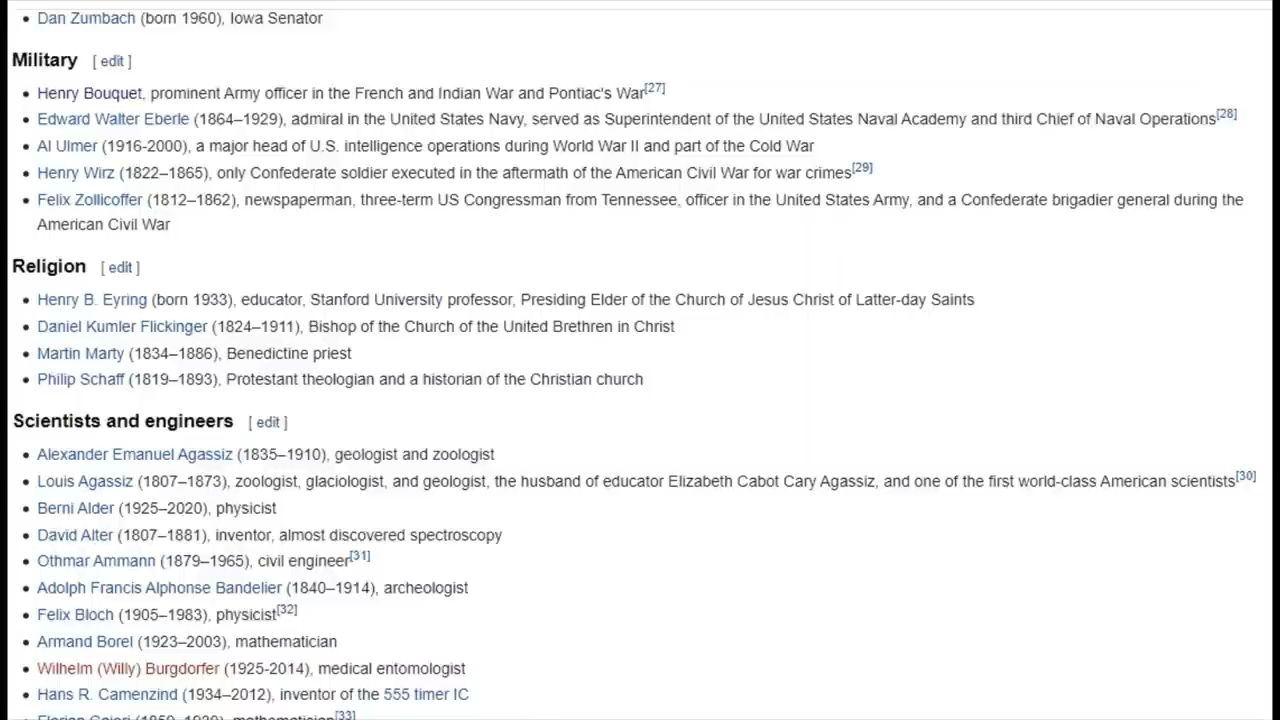 • Dan Zumbach (born 1960), Iowa Senator
Military [ edit ]
• Henry Bouquet, prominent Army officer in the French and Indian War and Pontiac's War[27]
• Edward Walter Eberle (1864–1929), admiral in the United States Navy, served as Superintendent of the United States Naval Academy and third Chief of Naval Operations[28]
• Al Ulmer (1916-2000), a major head of U.S. intelligence operations during World War II and part of the Cold War
• Henry Wirz (1822–1865), only Confederate soldier executed in the aftermath of the American Civil War for war crimes[29]
• Felix Zollicoffer (1812–1862), newspaperman, three-term US Congressman from Tennessee, officer in the United States Army, and a Confederate brigadier general during the
American Civil War
Religion [ edit ]
• Henry B. Eyring (born 1933), educator, Stanford University professor, Presiding Elder of the Church of Jesus Christ of Latter-day Saints
• Daniel Kumler Flickinger (1824–1911), Bishop of the Church of the United Brethren in Christ
• Martin Marty (1834–1886), Benedictine priest
• Philip Schaff (1819–1893), Protestant theologian and a historian of the Christian church
Scientists and engineers [ edit ]
• Alexander Emanuel Agassiz (1835–1910), geologist and zoologist
• Louis Agassiz (1807–1873), zoologist, glaciologist, and geologist, the husband of educator Elizabeth Cabot Cary Agassiz, and one of the first world-class American scientists[30]
• Berni Alder (1925–2020), physicist
• David Alter (1807–1881), inventor, almost discovered spectroscopy
• Othmar Ammann (1879–1965), civil engineer[31]
• Adolph Francis Alphonse Bandelier (1840–1914), archeologist
• Felix Bloch (1905–1983), physicist[32]
• Armand Borel (1923–2003), mathematician
• Wilhelm (Willy) Burgdorfer (1925-2014), medical entomologist
• Hans R. Camenzind (1934–2012), inventor of the 555 timer IC
• Florian Cajori (1859–1930), mathematician[33]